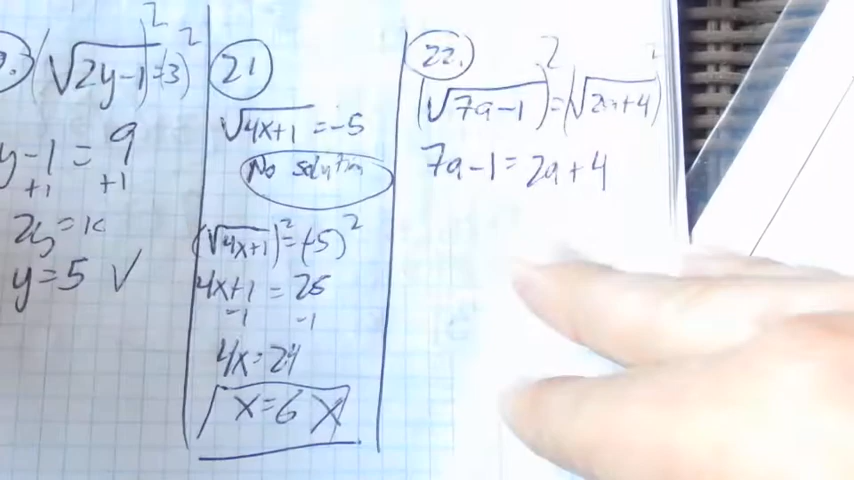 (√2y-1)² = (3)²
y-1 = 9
+1 +1
2y = 10
y = 5 ✓
21
√4x+1 = -5
No solution
(√4x+1)² = (-5)²
4x+1 = 25
-1 -1
4x = 24
x = 6 X
22.
(√7a-1)² = (√2a+4)²
7a-1 = 2a+4